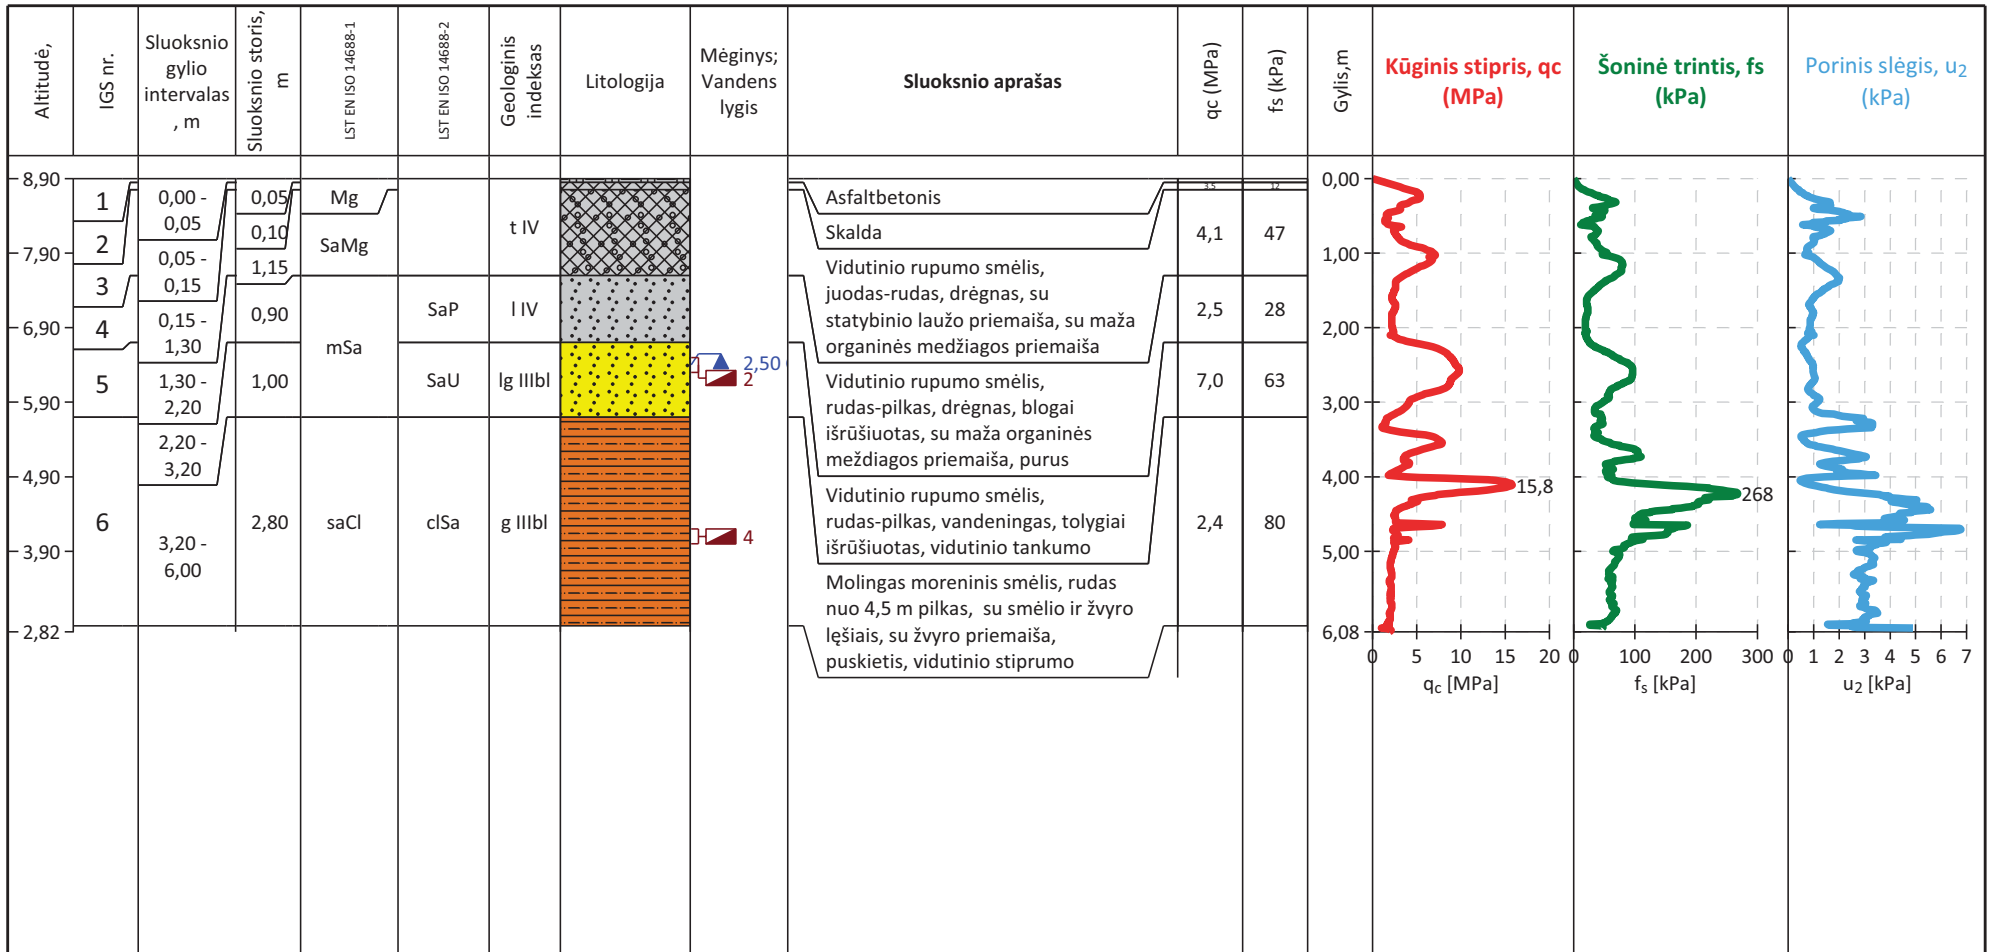 Altitudė,
IGS nr.
Sluoksnio
gylio
intervalas
, m
Sluoksnio storis,
m
LST EN ISO 14688-1
LST EN ISO 14688-2
Geologinis
indeksas
Litologija
Mėginys;
Vandens
lygis
Sluoksnio aprašas
qc (MPa)
fs (kPa)
Gylis,m
Kūginis stipris, qc
(MPa)
Šoninė trintis, fs
(kPa)
Porinis slėgis, u2
(kPa)
8,90
7,90
6,90
5,90
4,90
3,90
2,82
1
2
3
4
5
6
0,00 -
0,05
0,05 -
0,15
0,15 -
1,30
1,30 -
2,20
2,20 -
3,20
3,20 -
6,00
0,05
0,10
1,15
0,90
1,00
2,80
Mg
SaMg
mSa
saCl
SaP
SaU
clSa
t IV
l IV
lg IIIbl
g IIIbl
2,50
2
4
Asfaltbetonis
Skalda
Vidutinio rupumo smėlis,
juodas-rudas, drėgnas, su
statybinio laužo priemaiša, su maža
organinės medžiagos priemaiša
Vidutinio rupumo smėlis,
rudas-pilkas, drėgnas, blogai
išrūšiuotas, su maža organinės
meždiagos priemaiša, purus
Vidutinio rupumo smėlis,
rudas-pilkas, vandeningas, tolygiai
išrūšiuotas, vidutinio tankumo
Molingas moreninis smėlis, rudas
nuo 4,5 m pilkas, su smėlio ir žvyro
lęšiais, su žvyro priemaiša,
puskietis, vidutinio stiprumo
3.5
12
4,1
47
2,5
28
7,0
63
2,4
80
0,00
1,00
2,00
3,00
4,00
5,00
6,08
15,8
268
0 5 10 15 20
qc [MPa]
0 100 200 300
fs [kPa]
0 1 2 3 4 5 6 7
u2 [kPa]